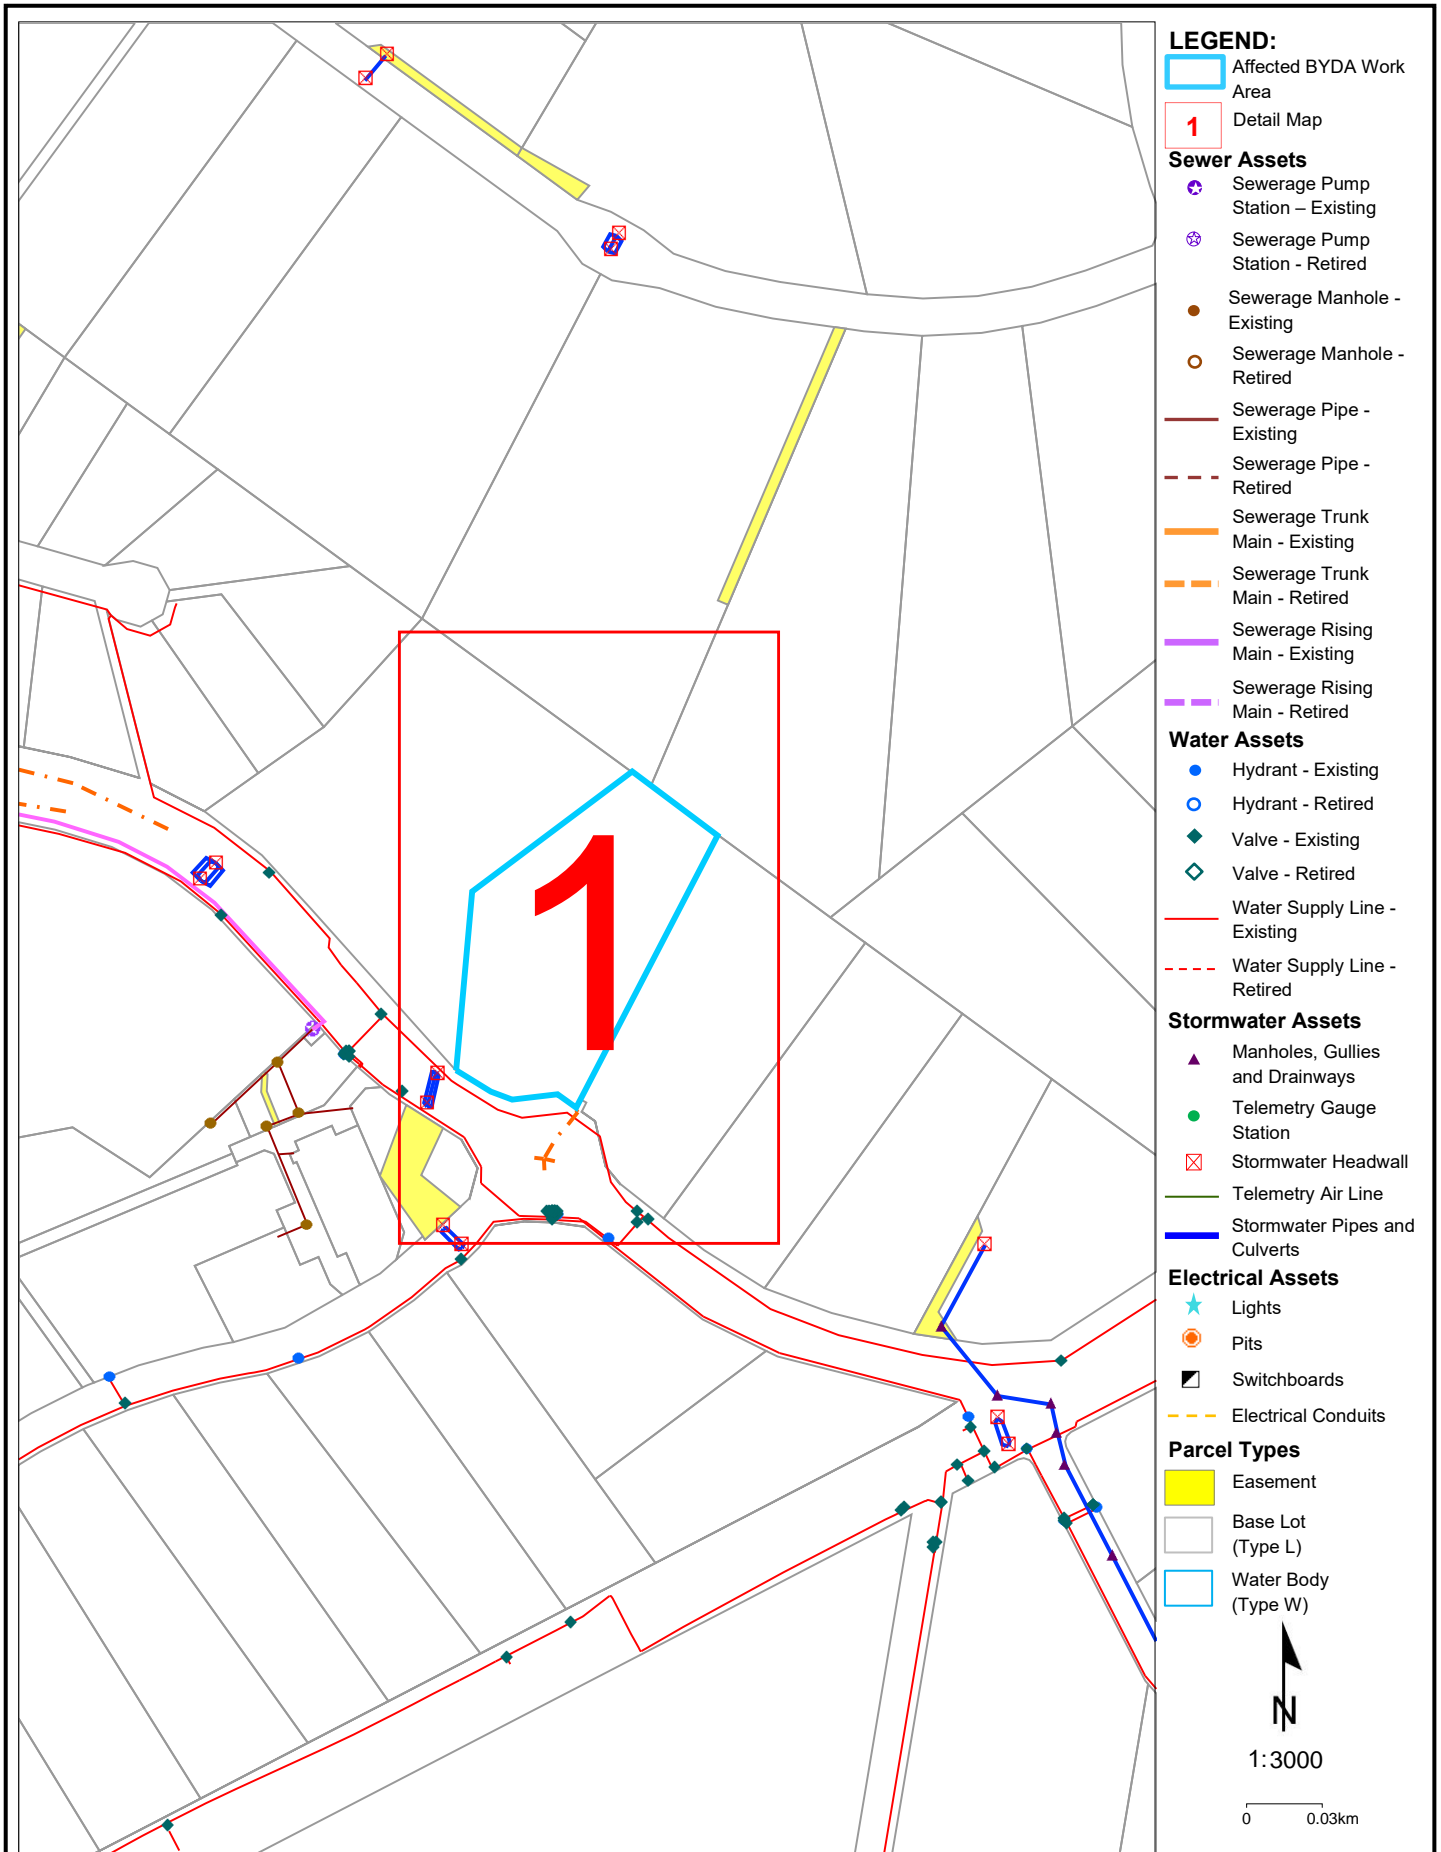 LEGEND:
Affected BYDA Work
Area
1
Detail Map
Sewer Assets
Sewerage Pump
Station – Existing
Sewerage Pump
Station - Retired
Sewerage Manhole -
Existing
Sewerage Manhole -
Retired
Sewerage Pipe -
Existing
Sewerage Pipe -
Retired
Sewerage Trunk
Main - Existing
Sewerage Trunk
Main - Retired
Sewerage Rising
Main - Existing
Sewerage Rising
Main - Retired
Water Assets
Hydrant - Existing
Hydrant - Retired
Valve - Existing
Valve - Retired
Water Supply Line -
Existing
Water Supply Line -
Retired
Stormwater Assets
Manholes, Gullies
and Drainways
Telemetry Gauge
Station
Stormwater Headwall
Telemetry Air Line
Stormwater Pipes and
Culverts
Electrical Assets
Lights
Pits
Switchboards
Electrical Conduits
Parcel Types
Easement
Base Lot
(Type L)
Water Body
(Type W)
N
1:3000
0 0.03km
1